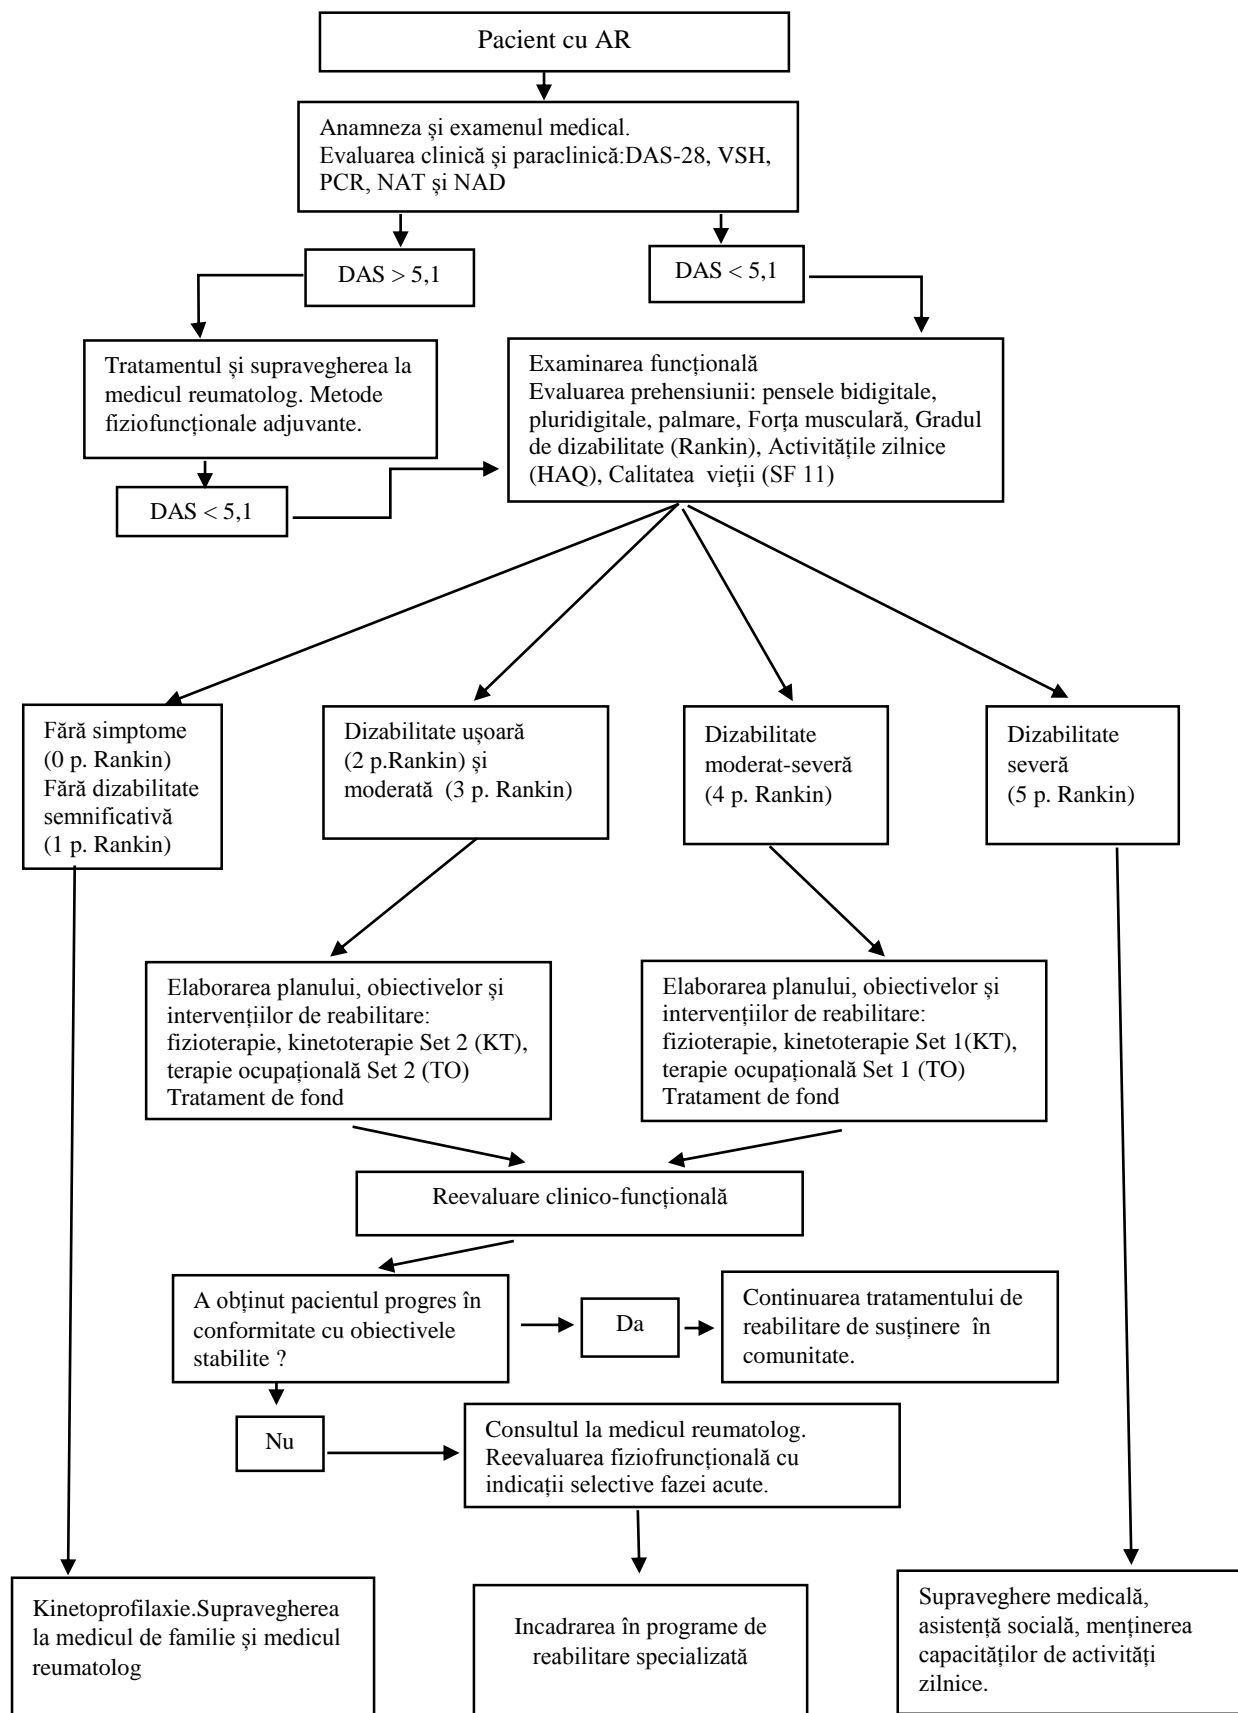 Pacient cu AR
Anamneza și examenul medical.
Evaluarea clinică și paraclinică:DAS-28, VSH,
PCR, NAT și NAD
DAS > 5,1
DAS < 5,1
Tratamentul și supravegherea la
medicul reumatolog. Metode
fiziofuncționale adjuvante.
DAS < 5,1
Examinarea funcțională
Evaluarea prehensiunii: pensele bidigitale,
pluridigitale, palmare, Forța musculară, Gradul
de dizabilitate (Rankin), Activitățile zilnice
(HAQ), Calitatea vieţii (SF 11)
Fără simptome
(0 p. Rankin)
Fără dizabilitate
semnificativă
(1 p. Rankin)
Dizabilitate ușoară
(2 p.Rankin) și
moderată (3 p. Rankin)
Dizabilitate
moderat-severă
(4 p. Rankin)
Dizabilitate
severă
(5 p. Rankin)
Elaborarea planului, obiectivelor și
intervențiilor de reabilitare:
fizioterapie, kinetoterapie Set 2 (KT),
terapie ocupațională Set 2 (TO)
Tratament de fond
Elaborarea planului, obiectivelor și
intervențiilor de reabilitare:
fizioterapie, kinetoterapie Set 1(KT),
terapie ocupațională Set 1 (TO)
Tratament de fond
Reevaluare clinico-funcțională
A obținut pacientul progres în
conformitate cu obiectivele
stabilite ?
Da
Continuarea tratamentului de
reabilitare de susținere în
comunitate.
Nu
Consultul la medicul reumatolog.
Reevaluarea fiziofruncțională cu
indicații selective fazei acute.
Kinetoprofilaxie.Supravegherea
la medicul de familie și medicul
reumatolog
Incadrarea în programe de
reabilitare specializată
Supraveghere medicală,
asistență socială, menținerea
capacităților de activități
zilnice.